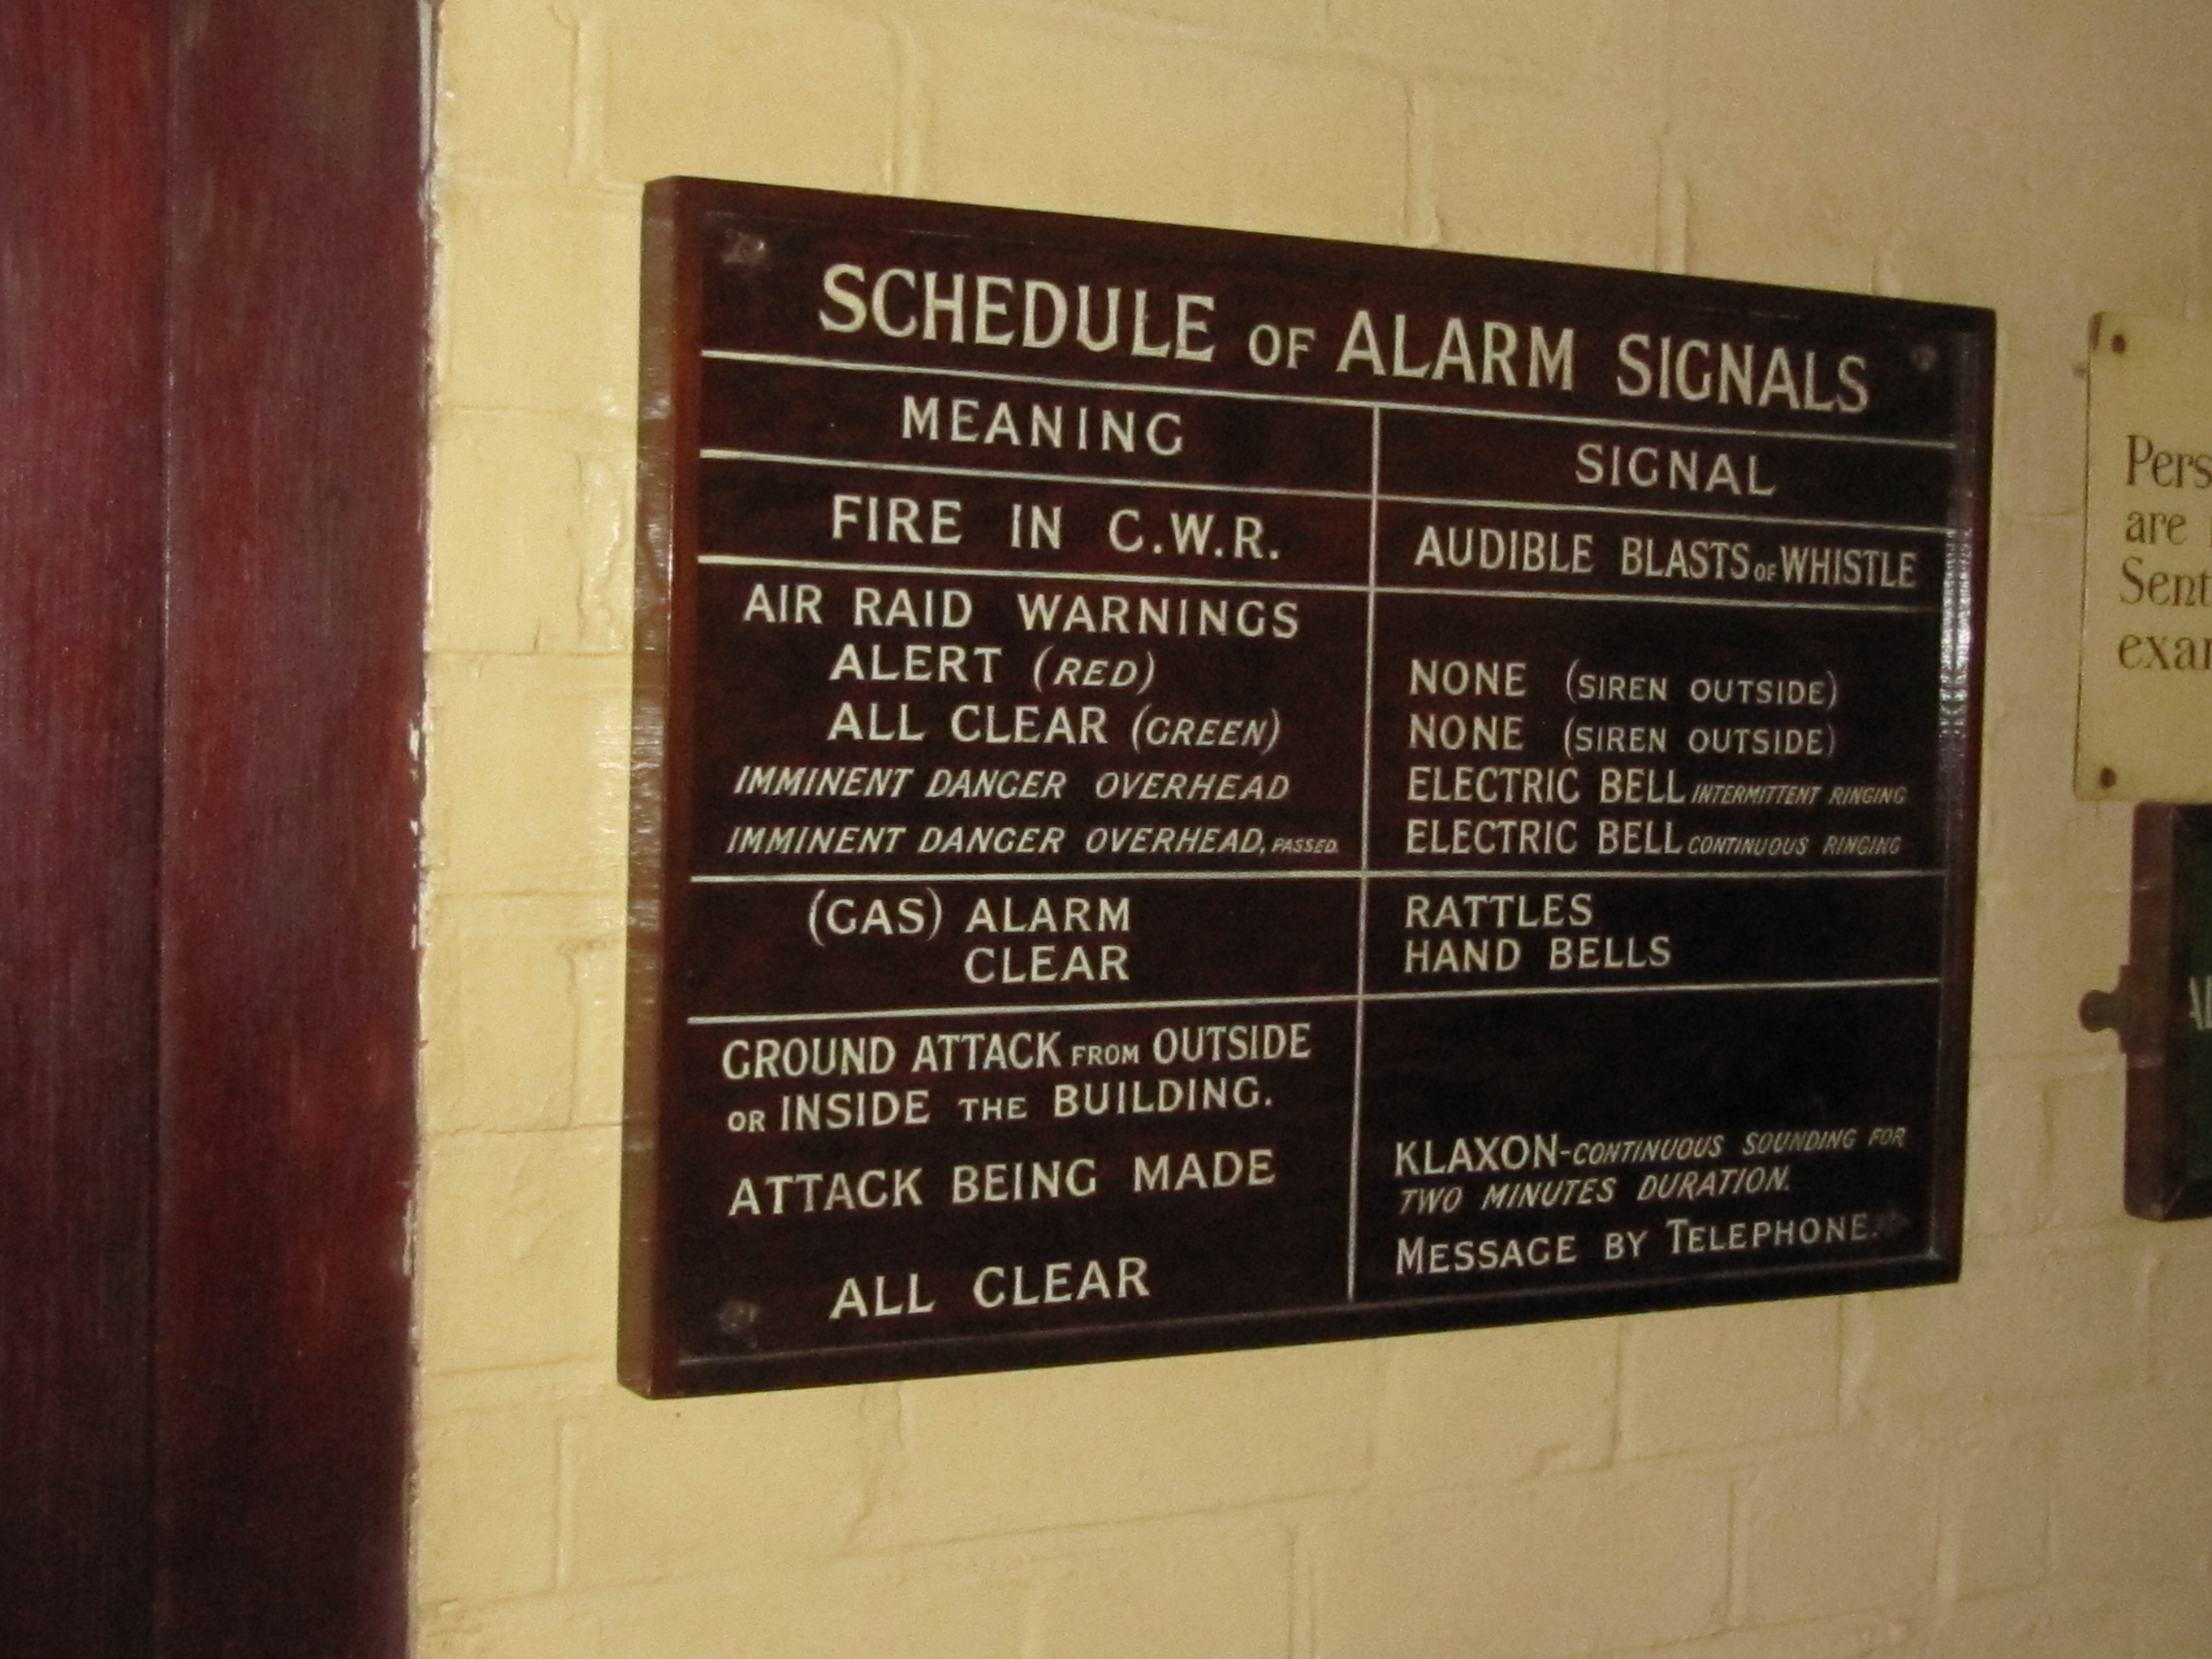 SCHEDULE OF ALARM SIGNALS
MEANING
SIGNAL
FIRE IN C.W.R.
AUDIBLE BLASTS OF WHISTLE
AIR RAID WARNINGS
ALERT (RED)
NONE (SIREN OUTSIDE)
ALL CLEAR (GREEN)
NONE (SIREN OUTSIDE)
IMMINENT DANGER OVERHEAD
ELECTRIC BELL INTERMITTENT RINGING
IMMINENT DANGER OVERHEAD, PASSED.
ELECTRIC BELL CONTINUOUS RINGING
(GAS) ALARM
RATTLES
CLEAR
HAND BELLS
GROUND ATTACK FROM OUTSIDE
OR INSIDE THE BUILDING.
ATTACK BEING MADE
KLAXON-CONTINUOUS SOUNDING FOR
TWO MINUTES DURATION.
ALL CLEAR
MESSAGE BY TELEPHONE.
Pers
are
Sent
exa